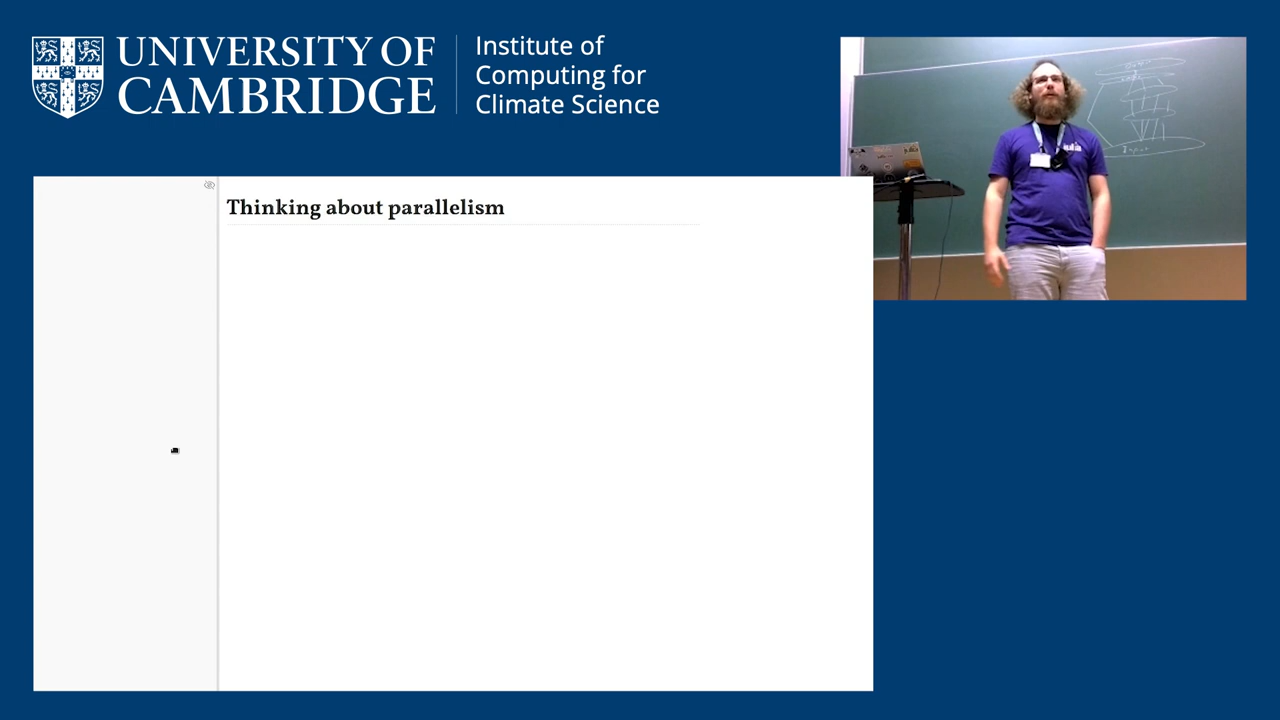 UNIVERSITY OF
CAMBRIDGE
Institute of
Computing for
Climate Science
Thinking about parallelism